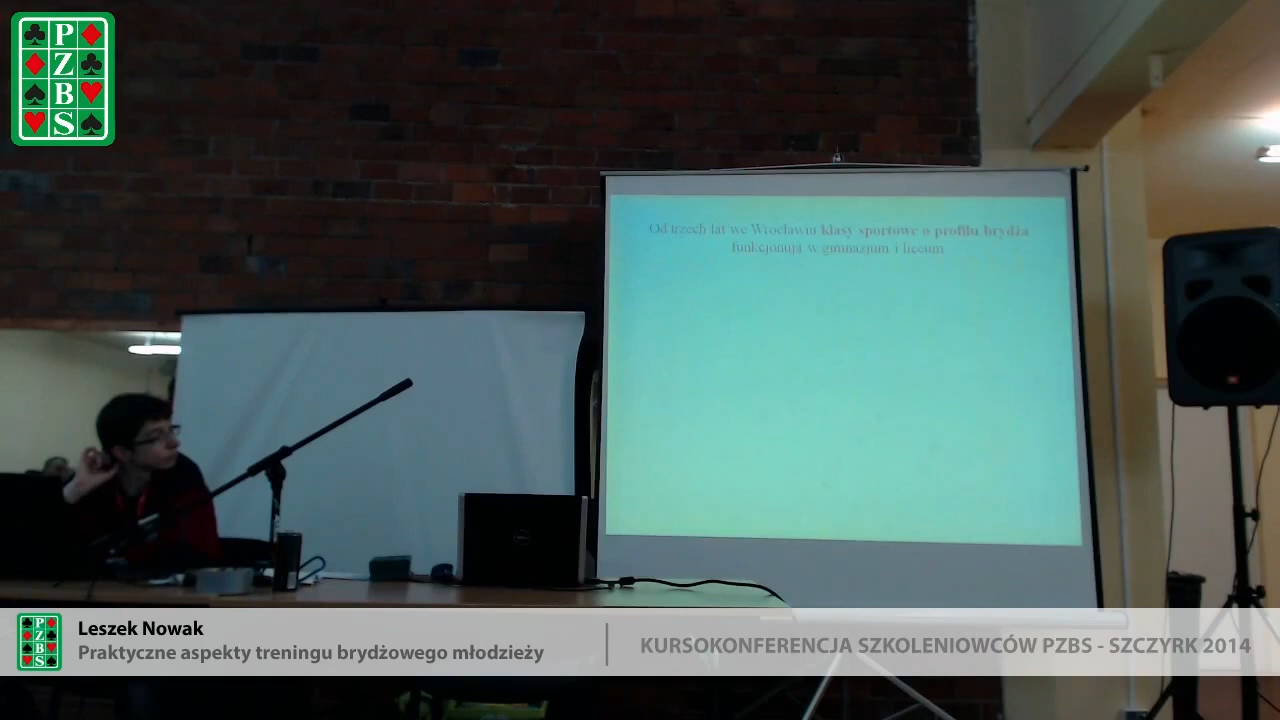 P
Z
B
S
Od trzech lat we Wrocławiu klasy sportowe o profilu brydża
funkcjonują w gimnazjum i liceum
P
Z
B
S
Leszek Nowak
Praktyczne aspekty treningu brydżowego młodzieży
KURSOKONFERENCJA SZKOLENIOWCÓW PZBS - SZCZYRK 2014